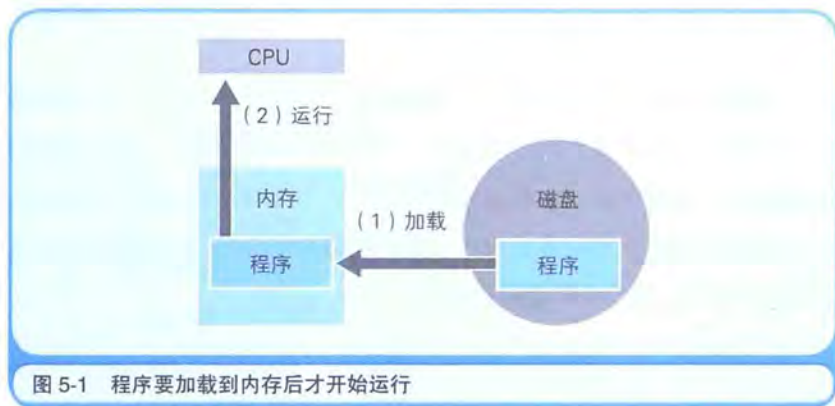 CPU
（2）运行
内存
磁盘
（1）加载
程序
程序
图 5-1 程序要加载到内存后才开始运行